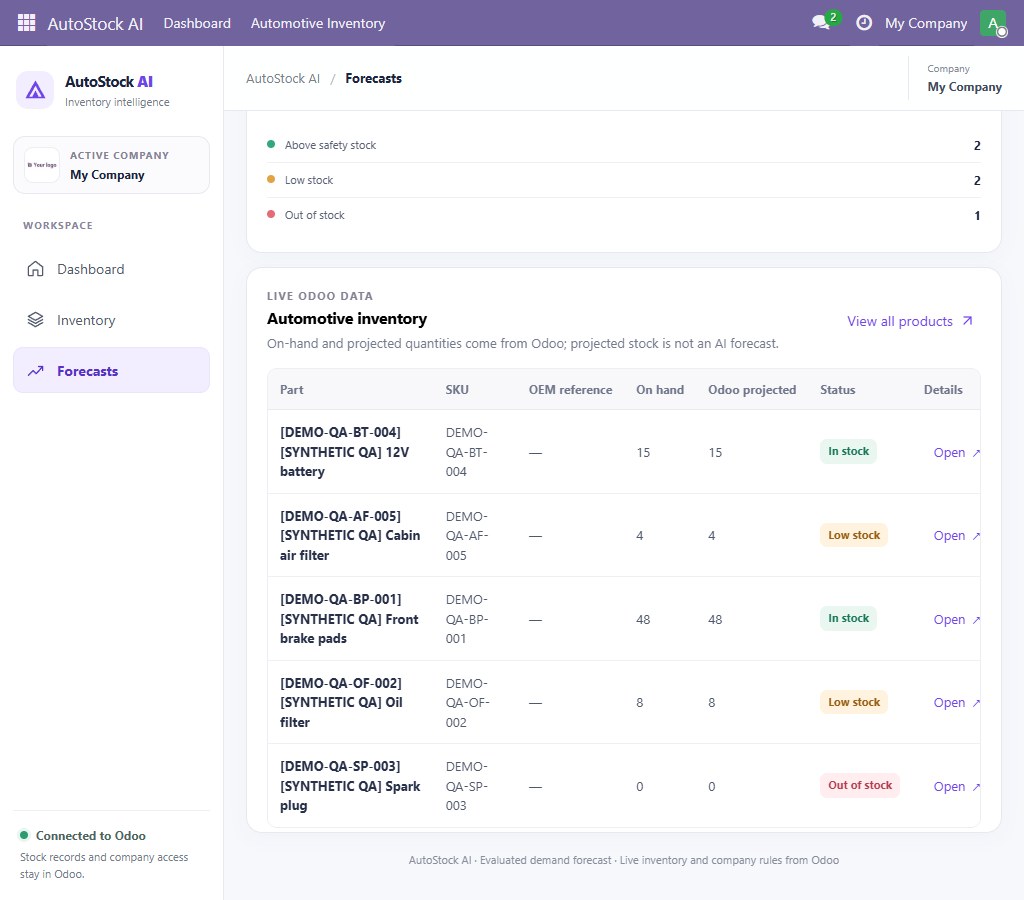 AutoStock AI Dashboard Automotive Inventory 2 My Company A
AutoStock AI
Inventory intelligence
Your logo
ACTIVE COMPANY
My Company
WORKSPACE
Dashboard
Inventory
Forecasts
Connected to Odoo
Stock records and company access
stay in Odoo.
AutoStock AI / Forecasts
Company
My Company
Above safety stock 2
Low stock 2
Out of stock 1
LIVE ODOO DATA
Automotive inventory
View all products ↗
On-hand and projected quantities come from Odoo; projected stock is not an AI forecast.
Part SKU OEM reference On hand Odoo projected Status Details
[DEMO-QA-BT-004]
[SYNTHETIC QA] 12V
battery
DEMO-
QA-BT-
004
— 15 15 In stock Open ↗
[DEMO-QA-AF-005]
[SYNTHETIC QA] Cabin
air filter
DEMO-
QA-AF-
005
— 4 4 Low stock Open ↗
[DEMO-QA-BP-001]
[SYNTHETIC QA] Front
brake pads
DEMO-
QA-BP-
001
— 48 48 In stock Open ↗
[DEMO-QA-OF-002]
[SYNTHETIC QA] Oil
filter
DEMO-
QA-OF-
002
— 8 8 Low stock Open ↗
[DEMO-QA-SP-003]
[SYNTHETIC QA] Spark
plug
DEMO-
QA-SP-
003
— 0 0 Out of stock Open ↗
AutoStock AI · Evaluated demand forecast · Live inventory and company rules from Odoo